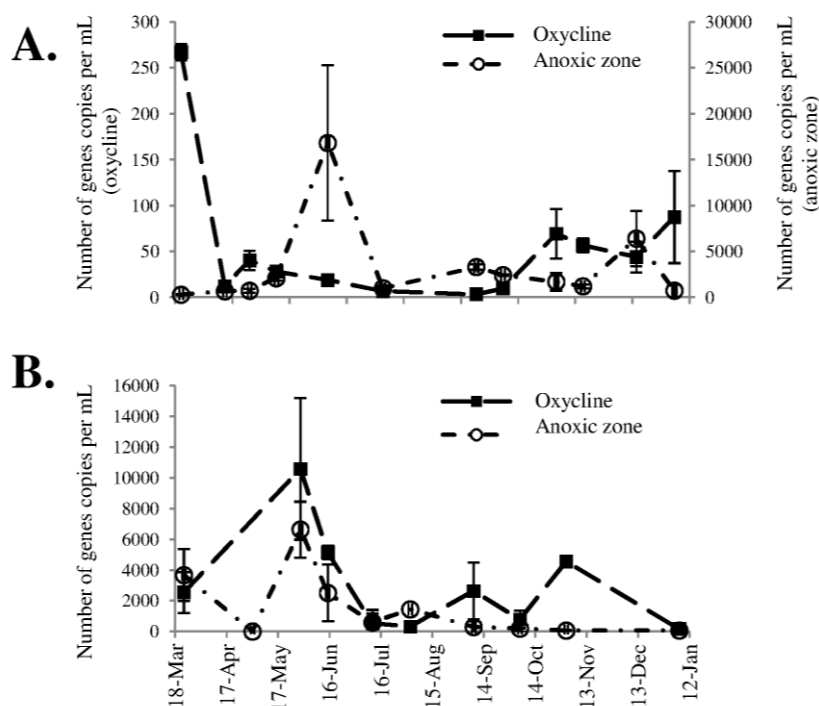 A.
Number of genes copies per mL
(oxycline)
300
250
200
150
100
50
0
Oxycline
Anoxic zone
30000
25000
20000
15000
10000
5000
0
Number of genes copies per mL
(anoxic zone)
B.
Number of genes copies per mL
16000
14000
12000
10000
8000
6000
4000
2000
0
Oxycline
Anoxic zone
18-Mar
17-Apr
17-May
16-Jun
16-Jul
15-Aug
14-Sep
14-Oct
13-Nov
13-Dec
12-Jan